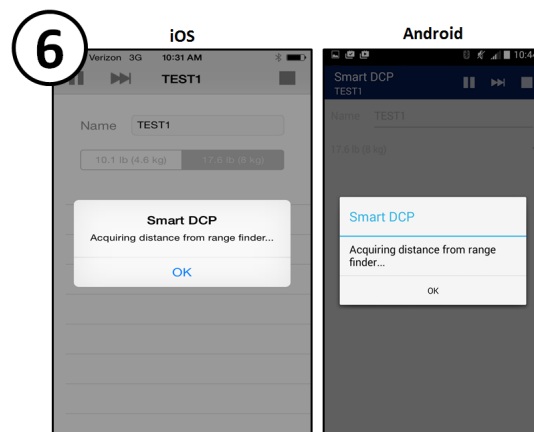 6
iOS
Android
Verizon 3G 10:31 AM
TEST1
Name TEST1
10.1 lb (4.6 kg) 17.6 lb (8 kg)
Smart DCP
Acquiring distance from range finder...
OK
10:44
Smart DCP
TEST1
Name TEST1
17.6 lb (8 kg)
Smart DCP
Acquiring distance from range
finder...
OK